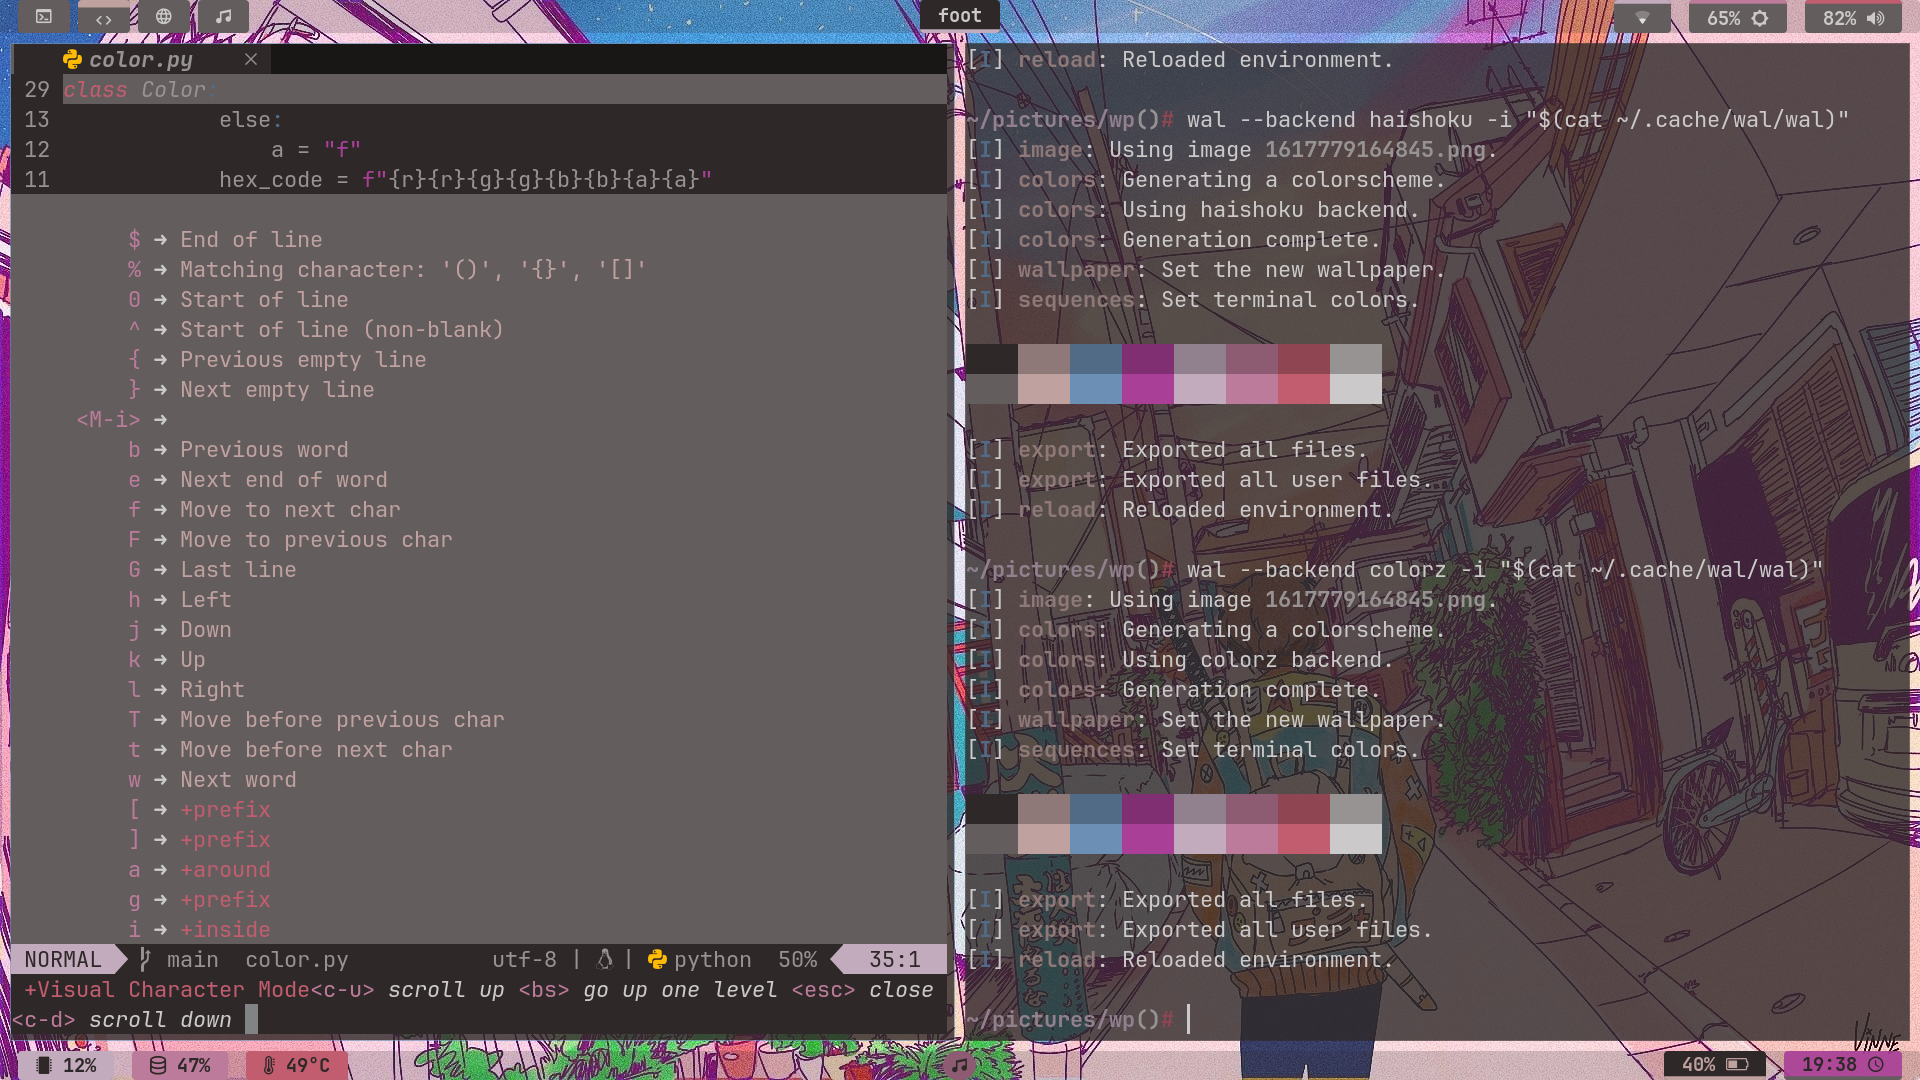 foot
65%
82%
color.py
29 class Color:
13 else:
12 a = "f"
11 hex_code = f"{r}{r}{g}{g}{b}{b}{a}{a}"
$ → End of line
% → Matching character: '()', '{}', '[]'
0 → Start of line
^ → Start of line (non-blank)
{ → Previous empty line
} → Next empty line
<M-i> →
b → Previous word
e → Next end of word
f → Move to next char
F → Move to previous char
G → Last line
h → Left
j → Down
k → Up
l → Right
T → Move before previous char
t → Move before next char
w → Next word
[ → +prefix
] → +prefix
a → +around
g → +prefix
i → +inside
NORMAL main color.py utf-8 | | python 50% 35:1
+Visual Character Mode<c-u> scroll up <bs> go up one level <esc> close
<c-d> scroll down
[I] reload: Reloaded environment.
~/pictures/wp()# wal --backend haishoku -i "$(cat ~/.cache/wal/wal)"
[I] image: Using image 1617779164845.png.
[I] colors: Generating a colorscheme.
[I] colors: Using haishoku backend.
[I] colors: Generation complete.
[I] wallpaper: Set the new wallpaper.
[I] sequences: Set terminal colors.
[I] export: Exported all files.
[I] export: Exported all user files.
[I] reload: Reloaded environment.
~/pictures/wp()# wal --backend colorz -i "$(cat ~/.cache/wal/wal)"
[I] image: Using image 1617779164845.png.
[I] colors: Generating a colorscheme.
[I] colors: Using colorz backend.
[I] colors: Generation complete.
[I] wallpaper: Set the new wallpaper.
[I] sequences: Set terminal colors.
[I] export: Exported all files.
[I] export: Exported all user files.
[I] reload: Reloaded environment.
~/pictures/wp()#
VINNE
12%
47%
49°C
40%
19:38